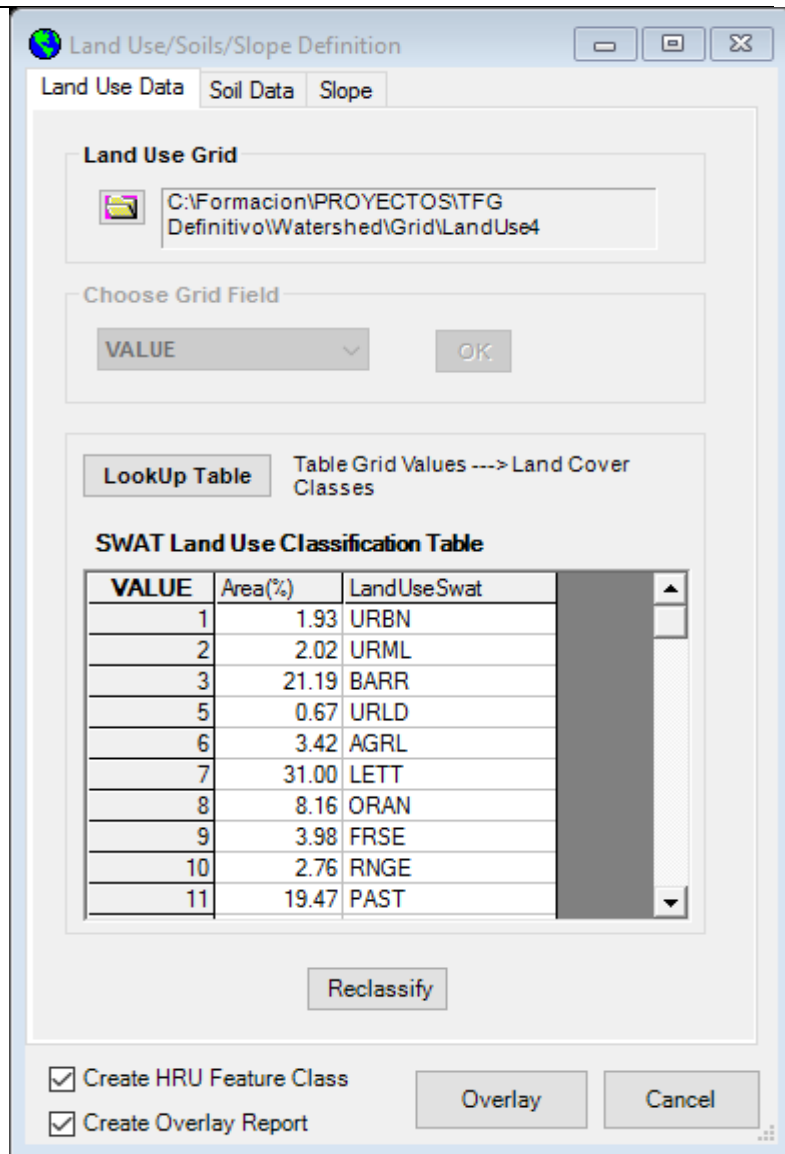 Land Use/Soils/Slope Definition
Land Use Data Soil Data Slope
Land Use Grid
C:\Formacion\PROYECTOS\TFG
Definitivo\Watershed\Grid\LandUse4
Choose Grid Field
VALUE OK
LookUp Table Table Grid Values ---> Land Cover
Classes
SWAT Land Use Classification Table
VALUE Area(%) LandUseSwat
1 1.93 URBN
2 2.02 URML
3 21.19 BARR
5 0.67 URLD
6 3.42 AGRL
7 31.00 LETT
8 8.16 ORAN
9 3.98 FRSE
10 2.76 RNGE
11 19.47 PAST
Reclassify
Create HRU Feature Class
Create Overlay Report
Overlay Cancel